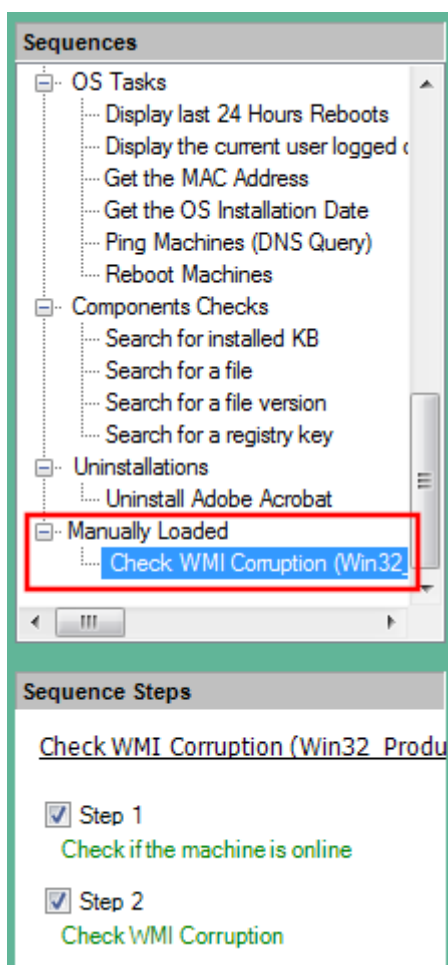 Sequences
OS Tasks
Display last 24 Hours Reboots
Display the current user logged
Get the MAC Address
Get the OS Installation Date
Ping Machines (DNS Query)
Reboot Machines
Components Checks
Search for installed KB
Search for a file
Search for a file version
Search for a registry key
Uninstallations
Uninstall Adobe Acrobat
Manually Loaded
Check WMI Corruption (Win32_
Sequence Steps
Check WMI Corruption (Win32_Produ
Step 1
Check if the machine is online
Step 2
Check WMI Corruption